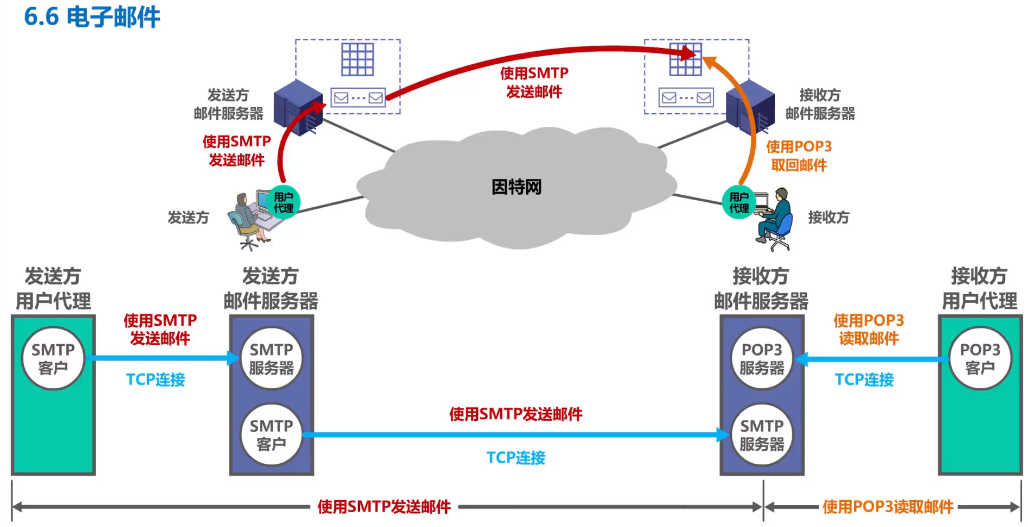 6.6 电子邮件
使用SMTP
发送邮件
发送方
邮件服务器
接收方
邮件服务器
使用SMTP
发送邮件
使用POP3
取回邮件
因特网
用户
代理
用户
代理
发送方
接收方
发送方
用户代理
发送方
邮件服务器
接收方
邮件服务器
接收方
用户代理
使用SMTP
发送邮件
使用POP3
读取邮件
SMTP
客户
SMTP
服务器
POP3
服务器
POP3
客户
TCP连接
TCP连接
使用SMTP发送邮件
SMTP
客户
SMTP
服务器
TCP连接
使用SMTP发送邮件
使用POP3读取邮件